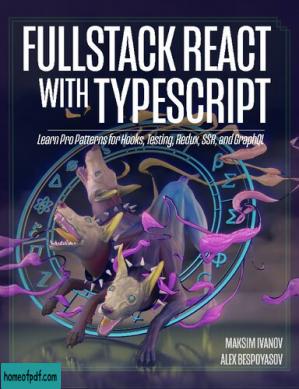 FULLSTACK REACT
WITH TYPESCRIPT
Learn Pro Patterns for Hooks, Testing, Redux, SSR, and GraphQL
MAKSIM IVANOV
ALEX BESPOYASOV
homeofpdf.com